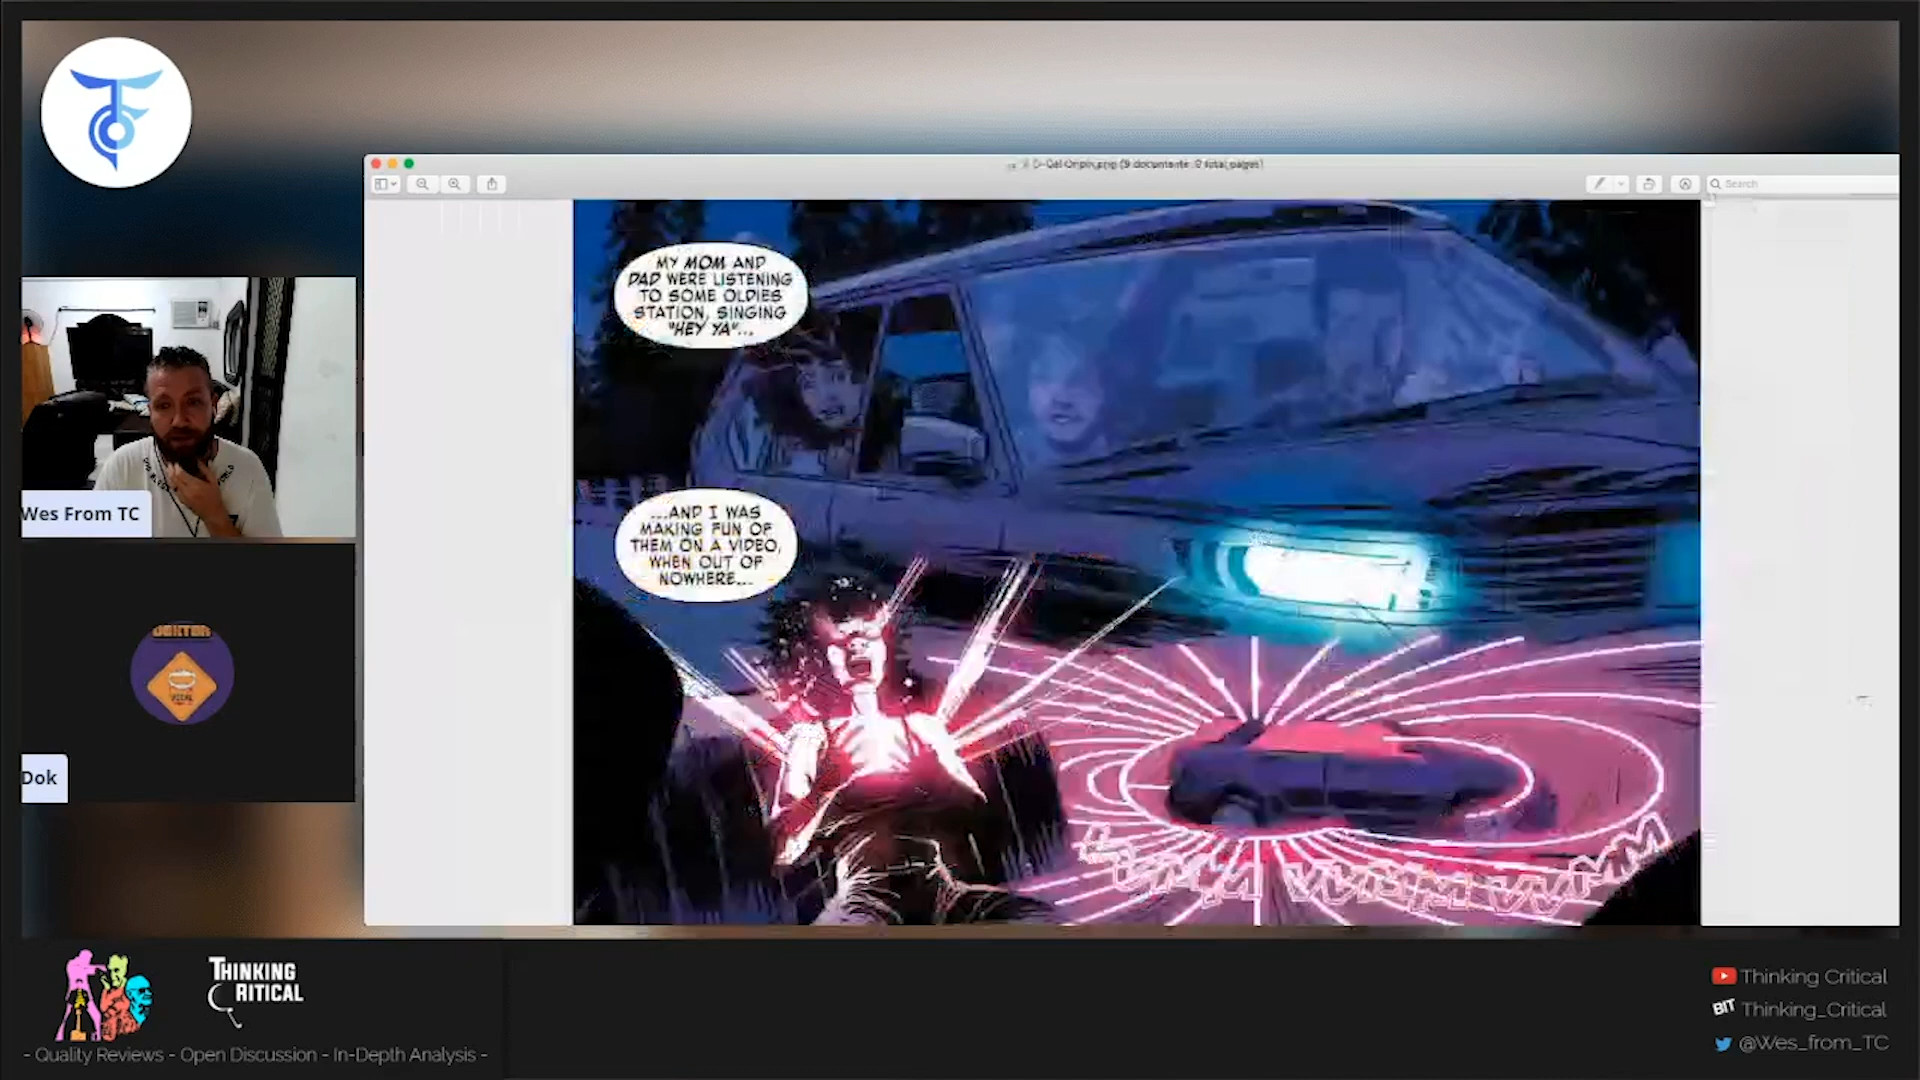 Search
MY MOM AND
DAD WERE LISTENING
TO SOME OLDIES
STATION, SINGING
"HEY YA"...
...AND I WAS
MAKING FUN OF
THEM ON A VIDEO,
WHEN OUT OF
NOWHERE...
Wes From TC
Dok
THINKING
CRITICAL
- Quality Reviews - Open Discussion - In-Depth Analysis -
Thinking Critical
BIT Thinking_Critical
@Wes_from_TC